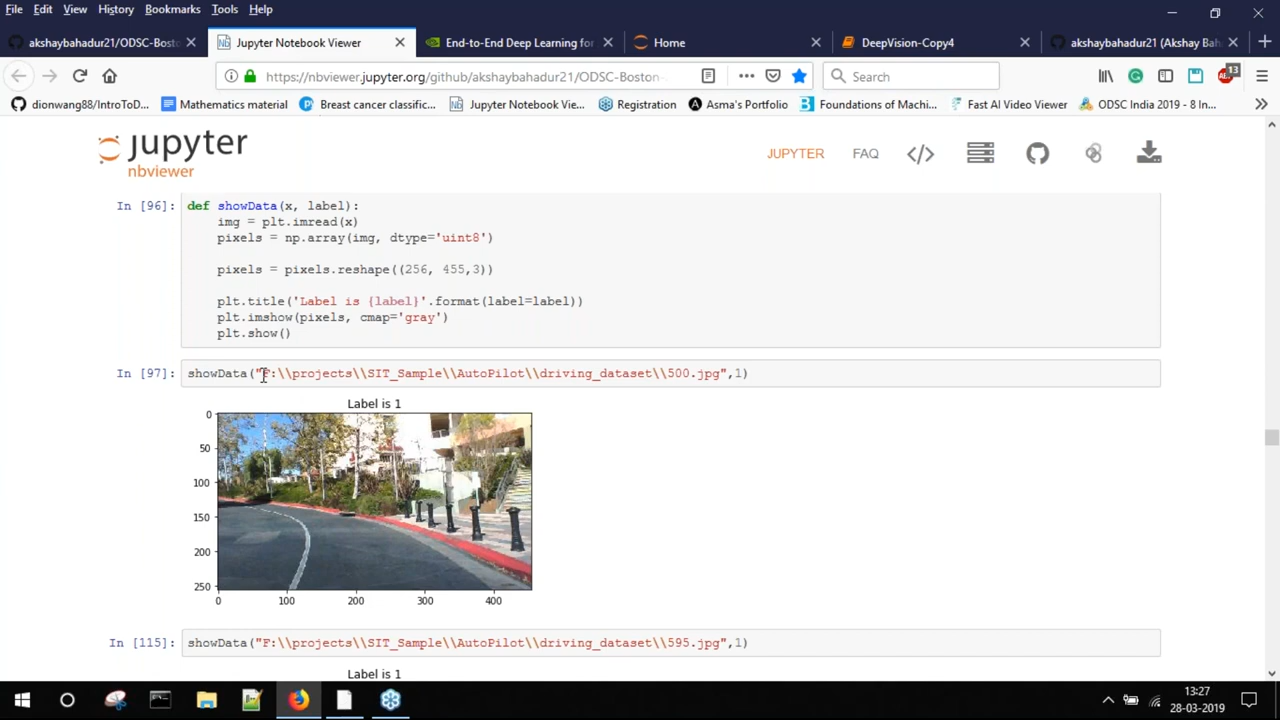 File Edit View History Bookmarks Tools Help
akshaybahadur21/ODSC-Bosto
Jupyter Notebook Viewer
End-to-End Deep Learning for
Home
DeepVision-Copy4
akshaybahadur21 (Akshay Bah
https://nbviewer.jupyter.org/github/akshaybahadur21/ODSC-Boston-
Search
13
dionwang88/IntroToD...
Mathematics material
Breast cancer classific...
Jupyter Notebook Vie...
Registration
Asma's Portfolio
Foundations of Machi...
Fast AI Video Viewer
ODSC India 2019 - 8 In...
jupyter
nbviewer
JUPYTER FAQ
In [96]: def showData(x, label):
img = plt.imread(x)
pixels = np.array(img, dtype='uint8')
pixels = pixels.reshape((256, 455,3))
plt.title('Label is {label}'.format(label=label))
plt.imshow(pixels, cmap='gray')
plt.show()
In [97]: showData("F:\\projects\\SIT_Sample\\AutoPilot\\driving_dataset\\500.jpg",1)
Label is 1
0
50
100
150
200
250
0 100 200 300 400
In [115]: showData("F:\\projects\\SIT_Sample\\AutoPilot\\driving_dataset\\595.jpg",1)
Label is 1
13:27
28-03-2019